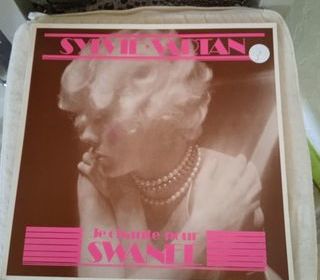 SYLVIE VARTAN
je chante pour
SWANEE